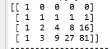 [[ 1  0  0  0  0]
 [ 1  1  1  1  1]
 [ 1  2  4  8 16]
 [ 1  3  9 27 81]]